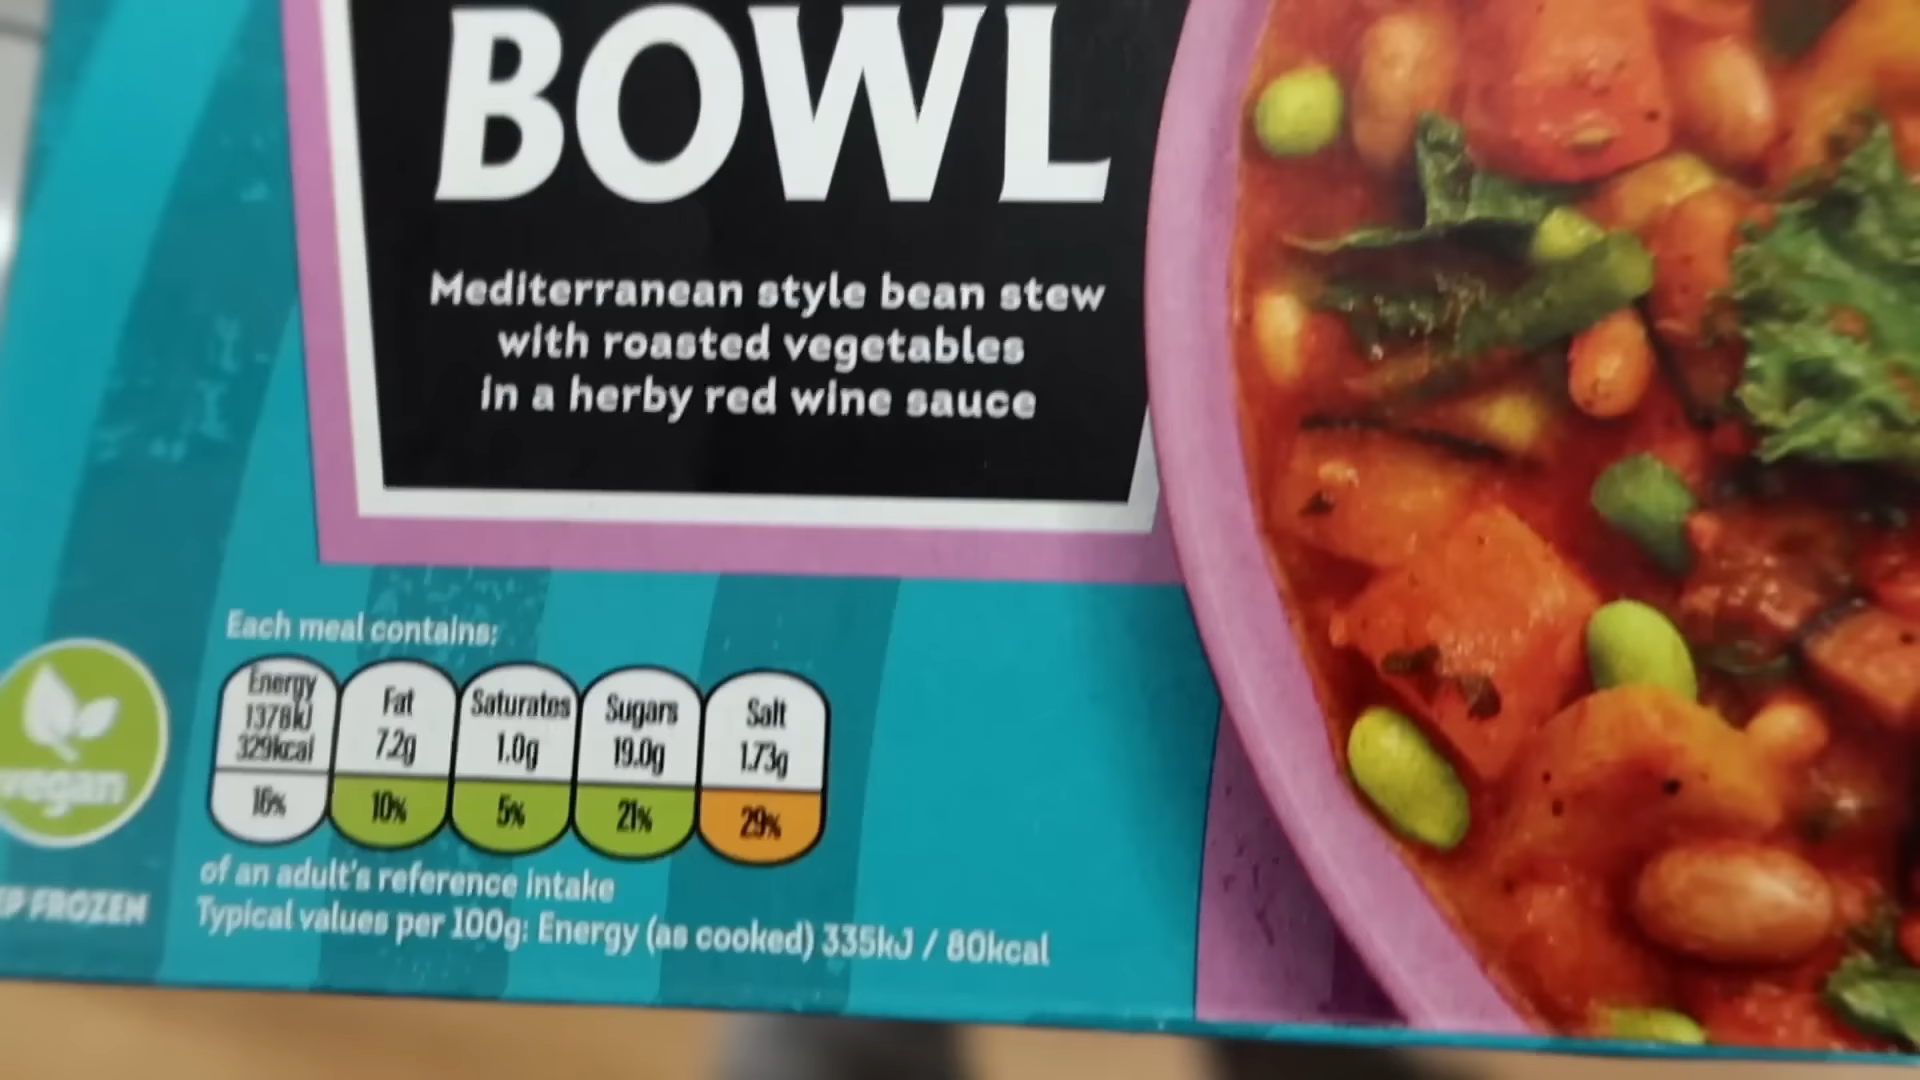 BOWL
Mediterranean style bean stew
with roasted vegetables
in a herby red wine sauce
Each meal contains:
Energy 1378kJ 329kcal 16%
Fat 7.2g 10%
Saturates 1.0g 5%
Sugars 19.0g 21%
Salt 1.73g 29%
of an adult's reference intake
Typical values per 100g: Energy (as cooked) 335kJ / 80kcal
vegan
FROZEN